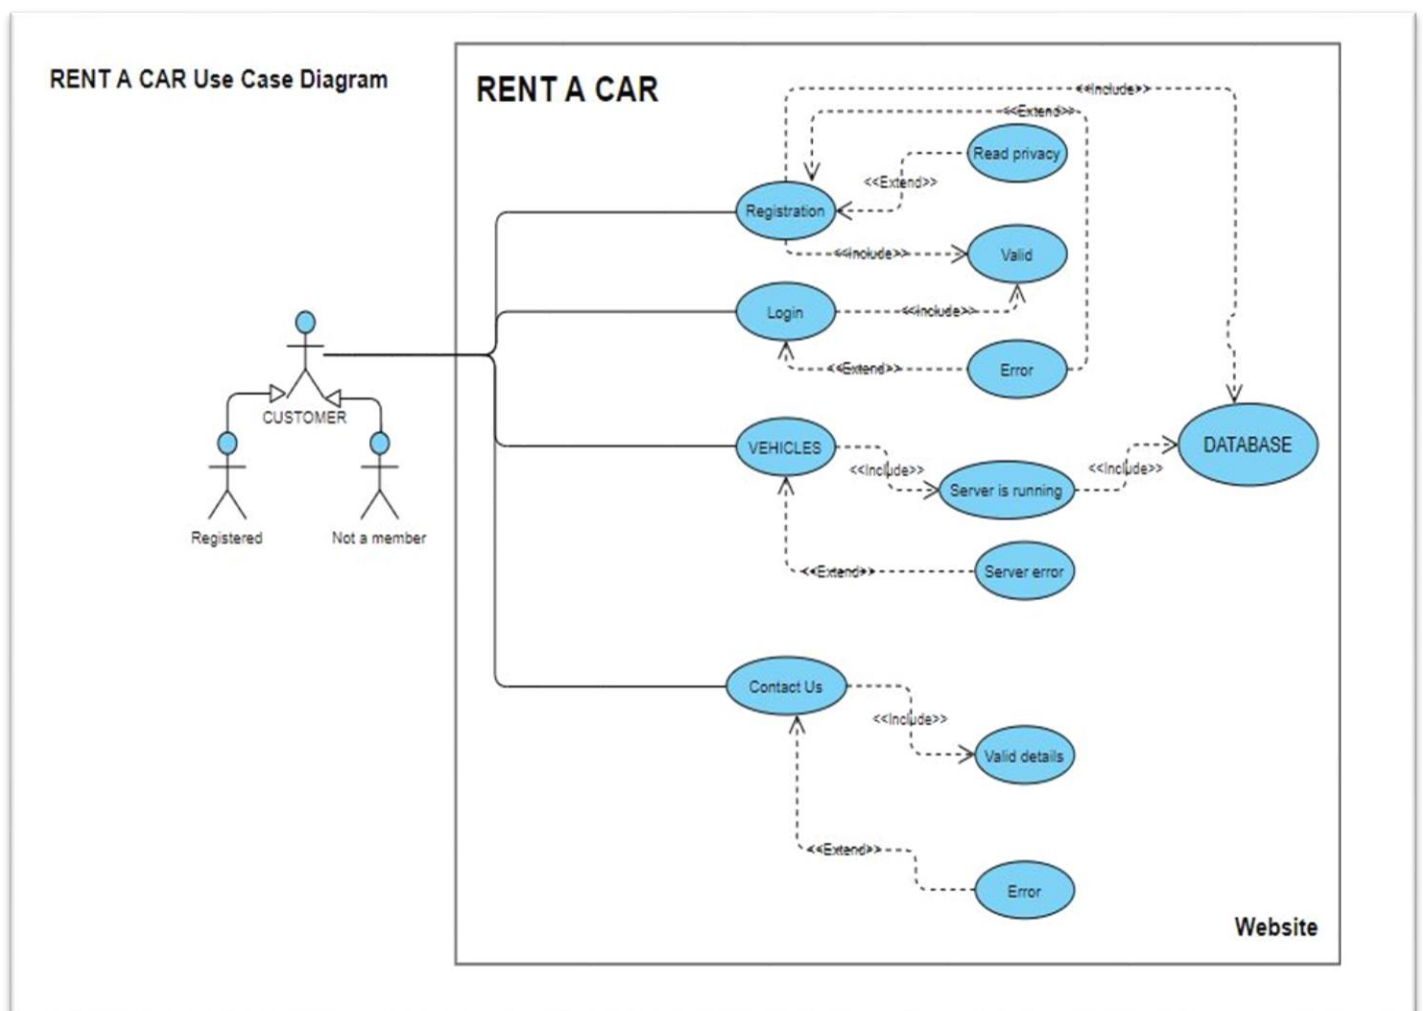 RENT A CAR Use Case Diagram
RENT A CAR
<<Include>>
<<Extend>>
Read privacy
<<Extend>>
Registration
<<Include>>
Valid
Login
<<Include>>
<<Extend>>
Error
CUSTOMER
VEHICLES
<<Include>>
<<Include>>
DATABASE
Server is running
Registered
Not a member
<<Extend>>
Server error
Contact Us
<<Include>>
Valid details
<<Extend>>
Error
Website